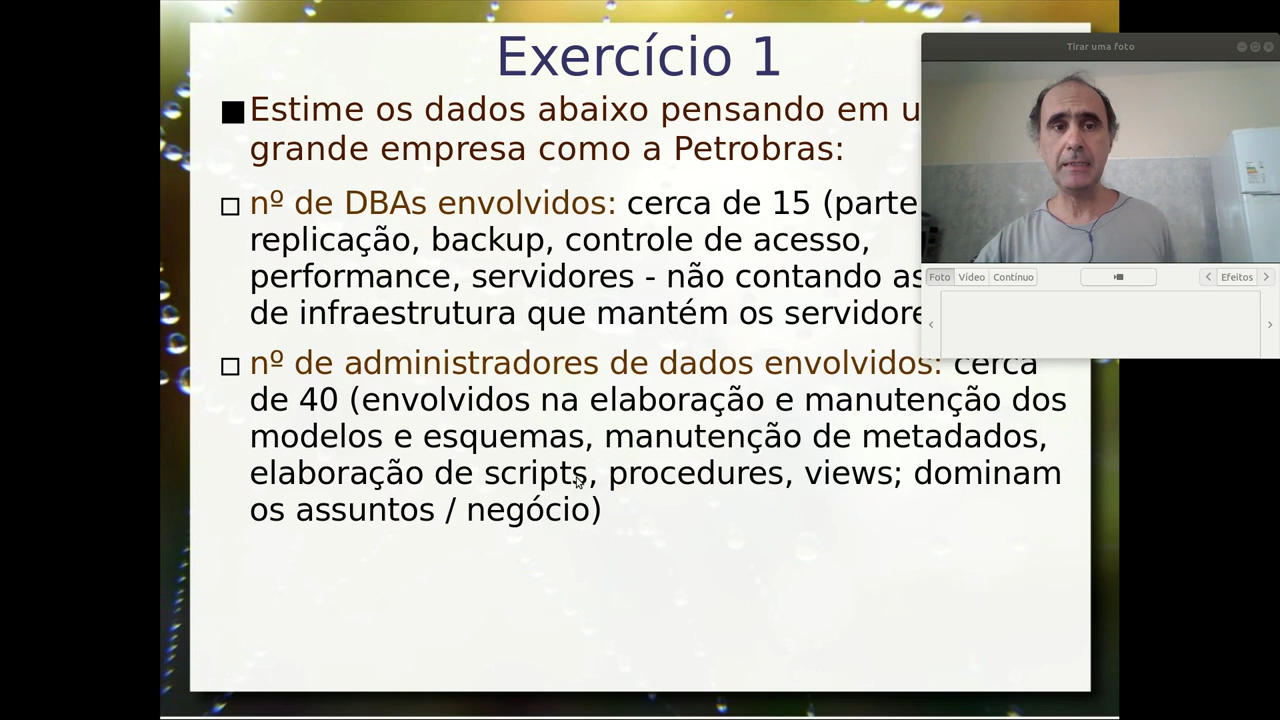 Exercício 1
Estime os dados abaixo pensando em
grande empresa como a Petrobras:
nº de DBAs envolvidos: cerca de 15 (parte
replicação, backup, controle de acesso,
performance, servidores - não contando
de infraestrutura que mantém os
nº de administradores de dados envolvidos: cerca
de 40 (envolvidos na elaboração e manutenção dos
modelos e esquemas, manutenção de metadados,
elaboração de scripts, procedures, views; dominam
os assuntos / negócio)
Tirar uma foto
Foto Vídeo Contínuo Efeitos